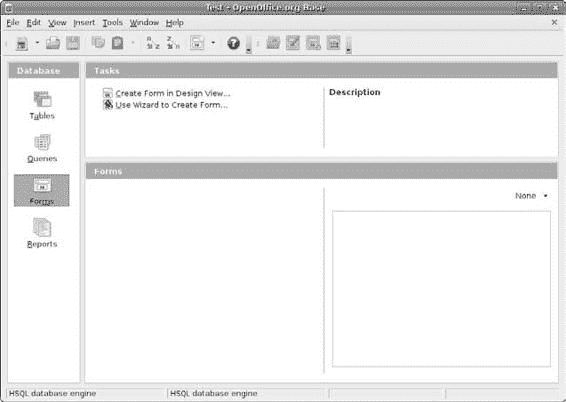 Test - OpenOffice.org Base
File Edit View Insert Tools Window Help
Database
Tables
Queries
Forms
Reports
Tasks
Create Form in Design View...
Use Wizard to Create Form...
Description
Forms
None
HSQL database engine HSQL database engine